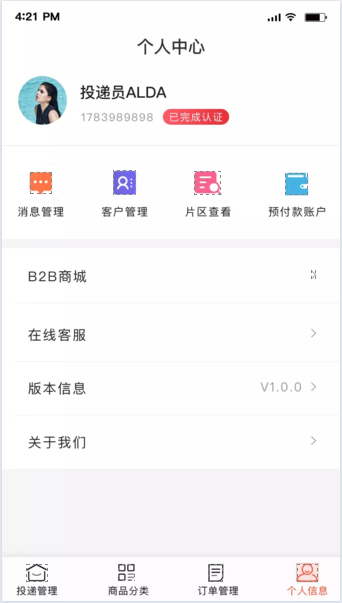 4:21 PM
个人中心
投递员ALDA
1783989898 已完成认证
消息管理 客户管理 片区查看 预付款账户
B2B商城
在线客服
版本信息 V1.0.0
关于我们
投递管理 商品分类 订单管理 个人信息